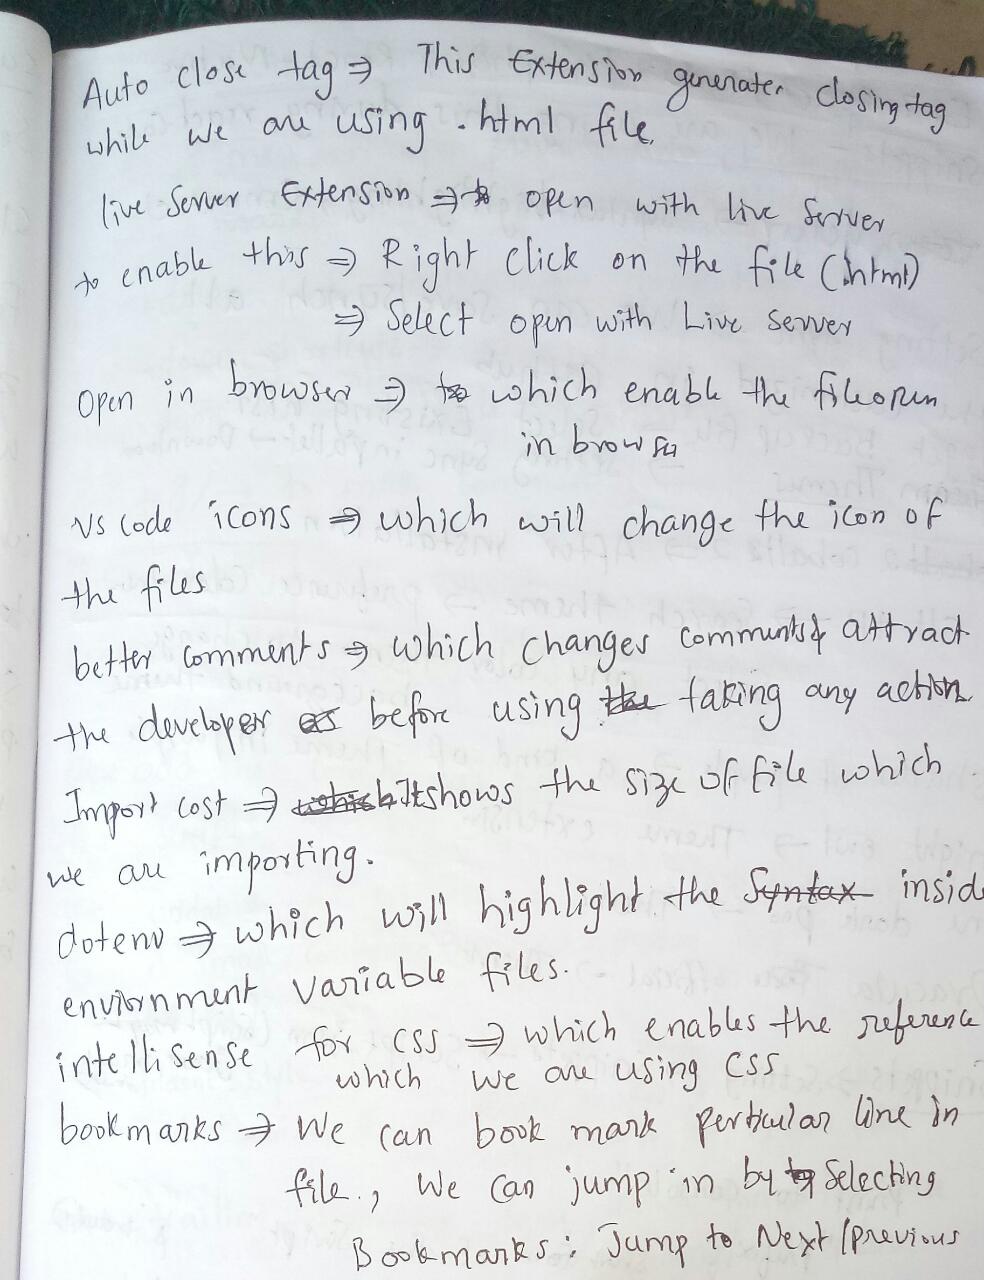 Auto close tag ⇒ This Extension generates closing tag
while we are using .html file.
live Server Extension ⇒ open with live Server
to enable this ⇒ Right click on the file (html)
⇒ Select open with Live Server
Open in browser ⇒ which enable the file open
in browser
VS Code icons ⇒ which will change the icon of
the files
better comments ⇒ which changes comments & attract
the developer before using taking any action
Import cost ⇒ It shows the size of file which
we are importing.
dotenv ⇒ which will highlight the Syntax inside
enviornment variable files.
intellisense for CSS ⇒ which enables the reference
which we are using CSS
bookmarks ⇒ We can book mark perticular line in
file., We can jump in by Selecting
Bookmarks: Jump to Next/previous